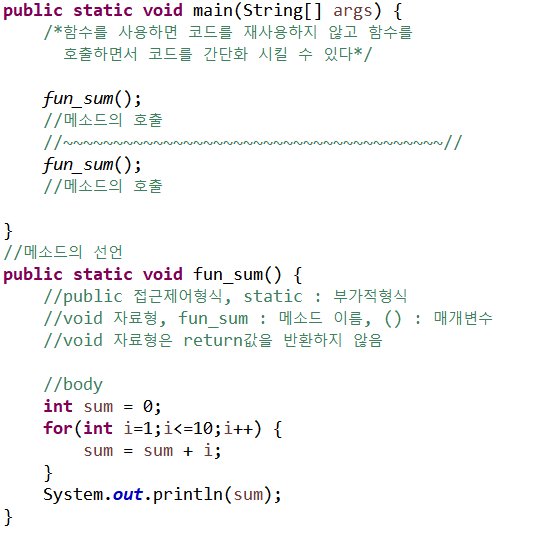 public static void main(String[] args) {
/*함수를 사용하면 코드를 재사용하지 않고 함수를
호출하면서 코드를 간단화 시킬 수 있다*/
fun_sum();
//메소드의 호출
//~~~~~~~~~~~~~~~~~~~~~~~~~~~~~~~~~~~~~~//
fun_sum();
//메소드의 호출
}
//메소드의 선언
public static void fun_sum() {
//public 접근제어형식, static : 부가적형식
//void 자료형, fun_sum : 메소드 이름, () : 매개변수
//void 자료형은 return값을 반환하지 않음
//body
int sum = 0;
for(int i=1;i<=10;i++) {
sum = sum + i;
}
System.out.println(sum);
}